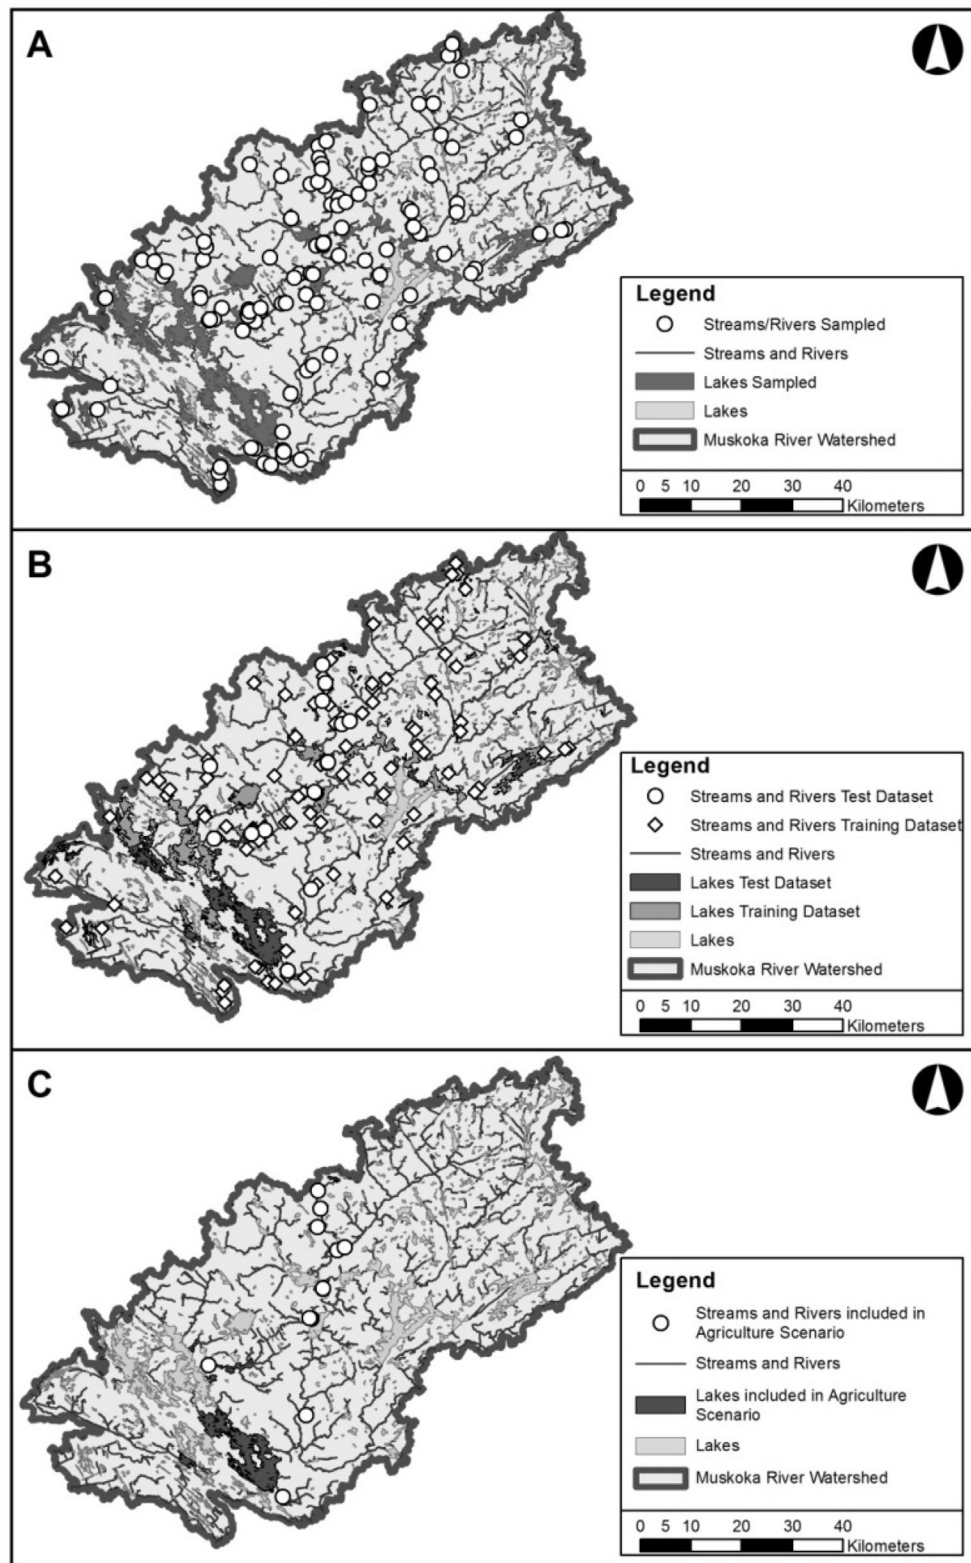 A
Legend
Streams/Rivers Sampled
Streams and Rivers
Lakes Sampled
Lakes
Muskoka River Watershed
0 5 10 20 30 40
Kilometers
B
Legend
Streams and Rivers Test Dataset
Streams and Rivers Training Dataset
Streams and Rivers
Lakes Test Dataset
Lakes Training Dataset
Lakes
Muskoka River Watershed
0 5 10 20 30 40
Kilometers
C
Legend
Streams and Rivers included in
Agriculture Scenario
Streams and Rivers
Lakes included in Agriculture
Scenario
Lakes
Muskoka River Watershed
0 5 10 20 30 40
Kilometers